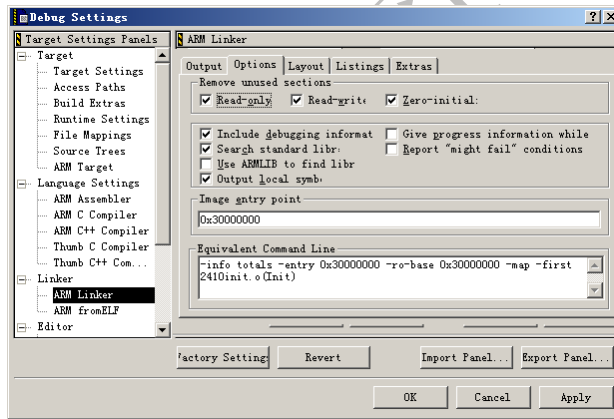 Debug Settings
Target Settings Panels
ARM Linker
Target
Target Settings
Access Paths
Build Extras
Runtime Settings
File Mappings
Source Trees
ARM Target
Language Settings
ARM Assembler
ARM C Compiler
ARM C++ Compiler
Thumb C Compiler
Thumb C++ Com...
Linker
ARM Linker
ARM fromELF
Editor
Output Options Layout Listings Extras
Remove unused sections
Read-only Read-write Zero-initial:
Include debugging informat Give progress information while
Search standard libr: Report "might fail" conditions
Use ARMLIB to find libr
Output local symb:
Image entry point
0x30000000
Equivalent Command Line
-info totals -entry 0x30000000 -ro-base 0x30000000 -map -first
2410init.o(Init)
Factory Setting: Revert Import Panel... Export Panel...
OK Cancel Apply